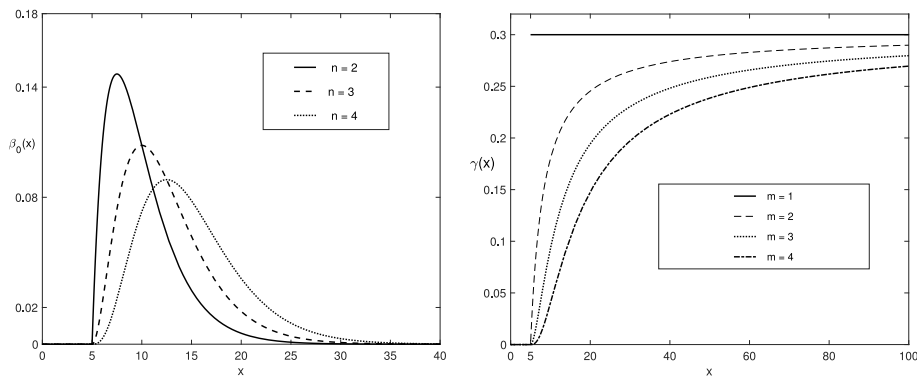 0.18
0.14
β₀(x)
0.08
0.02
0
n = 2
n = 3
n = 4
0 5 10 15 20 25 30 35 40
x
0.3
0.25
0.2
γ(x)
0.15
0.1
0.05
0
m = 1
m = 2
m = 3
m = 4
0 5 20 40 60 80 100
x